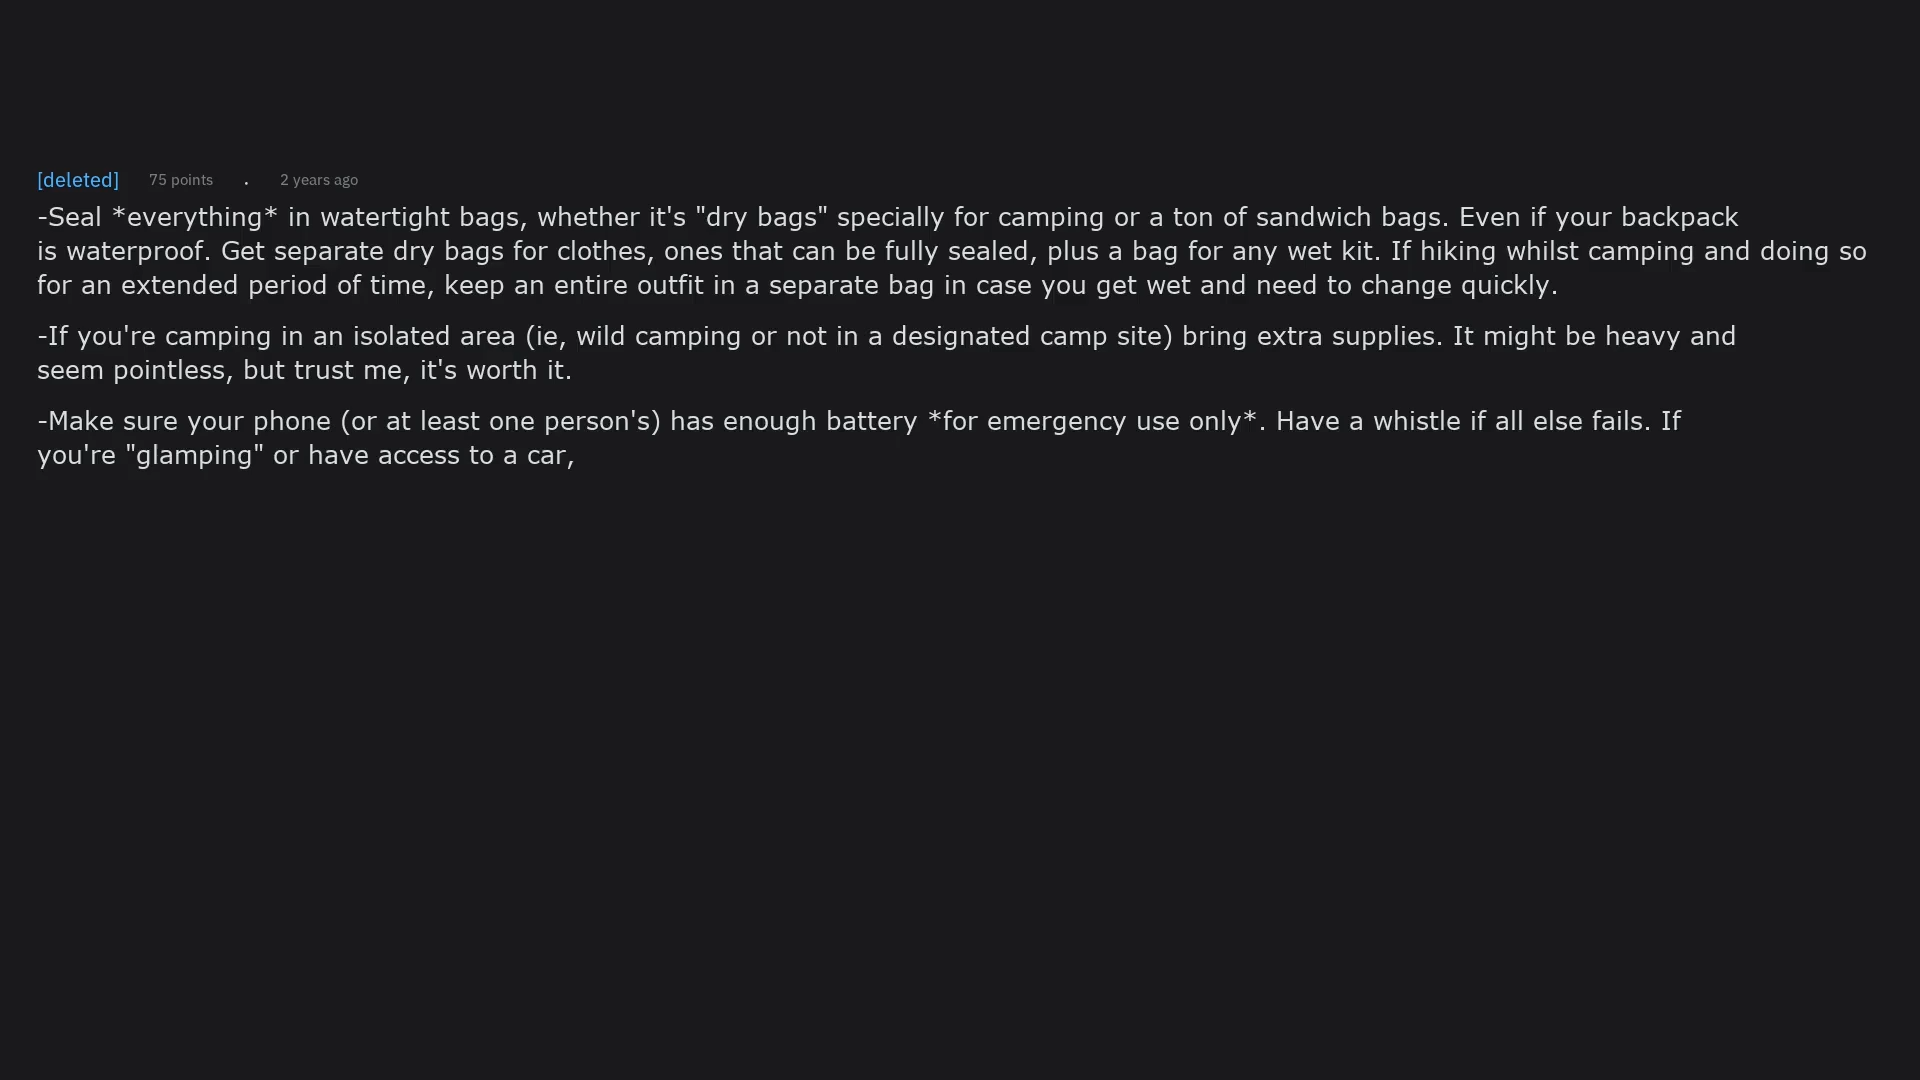 [deleted] 75 points . 2 years ago
-Seal *everything* in watertight bags, whether it's "dry bags" specially for camping or a ton of sandwich bags. Even if your backpack
is waterproof. Get separate dry bags for clothes, ones that can be fully sealed, plus a bag for any wet kit. If hiking whilst camping and doing so
for an extended period of time, keep an entire outfit in a separate bag in case you get wet and need to change quickly.
-If you're camping in an isolated area (ie, wild camping or not in a designated camp site) bring extra supplies. It might be heavy and
seem pointless, but trust me, it's worth it.
-Make sure your phone (or at least one person's) has enough battery *for emergency use only*. Have a whistle if all else fails. If
you're "glamping" or have access to a car,